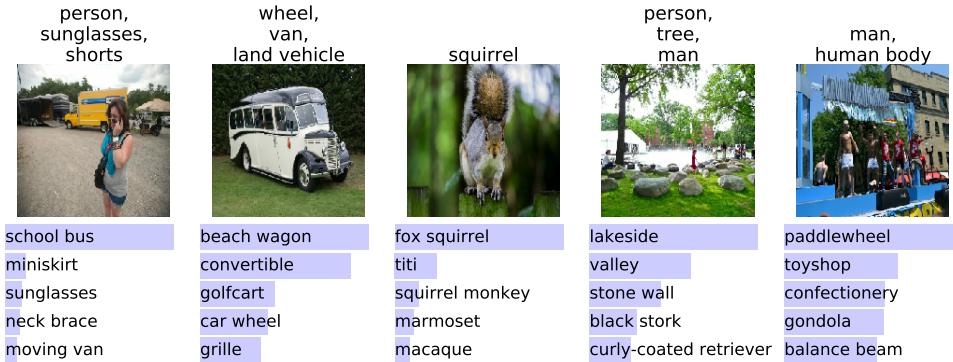 person,
sunglasses,
shorts
wheel,
van,
land vehicle
squirrel
person,
tree,
man
man,
human body
school bus
miniskirt
sunglasses
neck brace
moving van
beach wagon
convertible
golfcart
car wheel
grille
fox squirrel
titi
squirrel monkey
marmoset
macaque
lakeside
valley
stone wall
black stork
curly-coated retriever
paddlewheel
toyshop
confectionery
gondola
balance beam